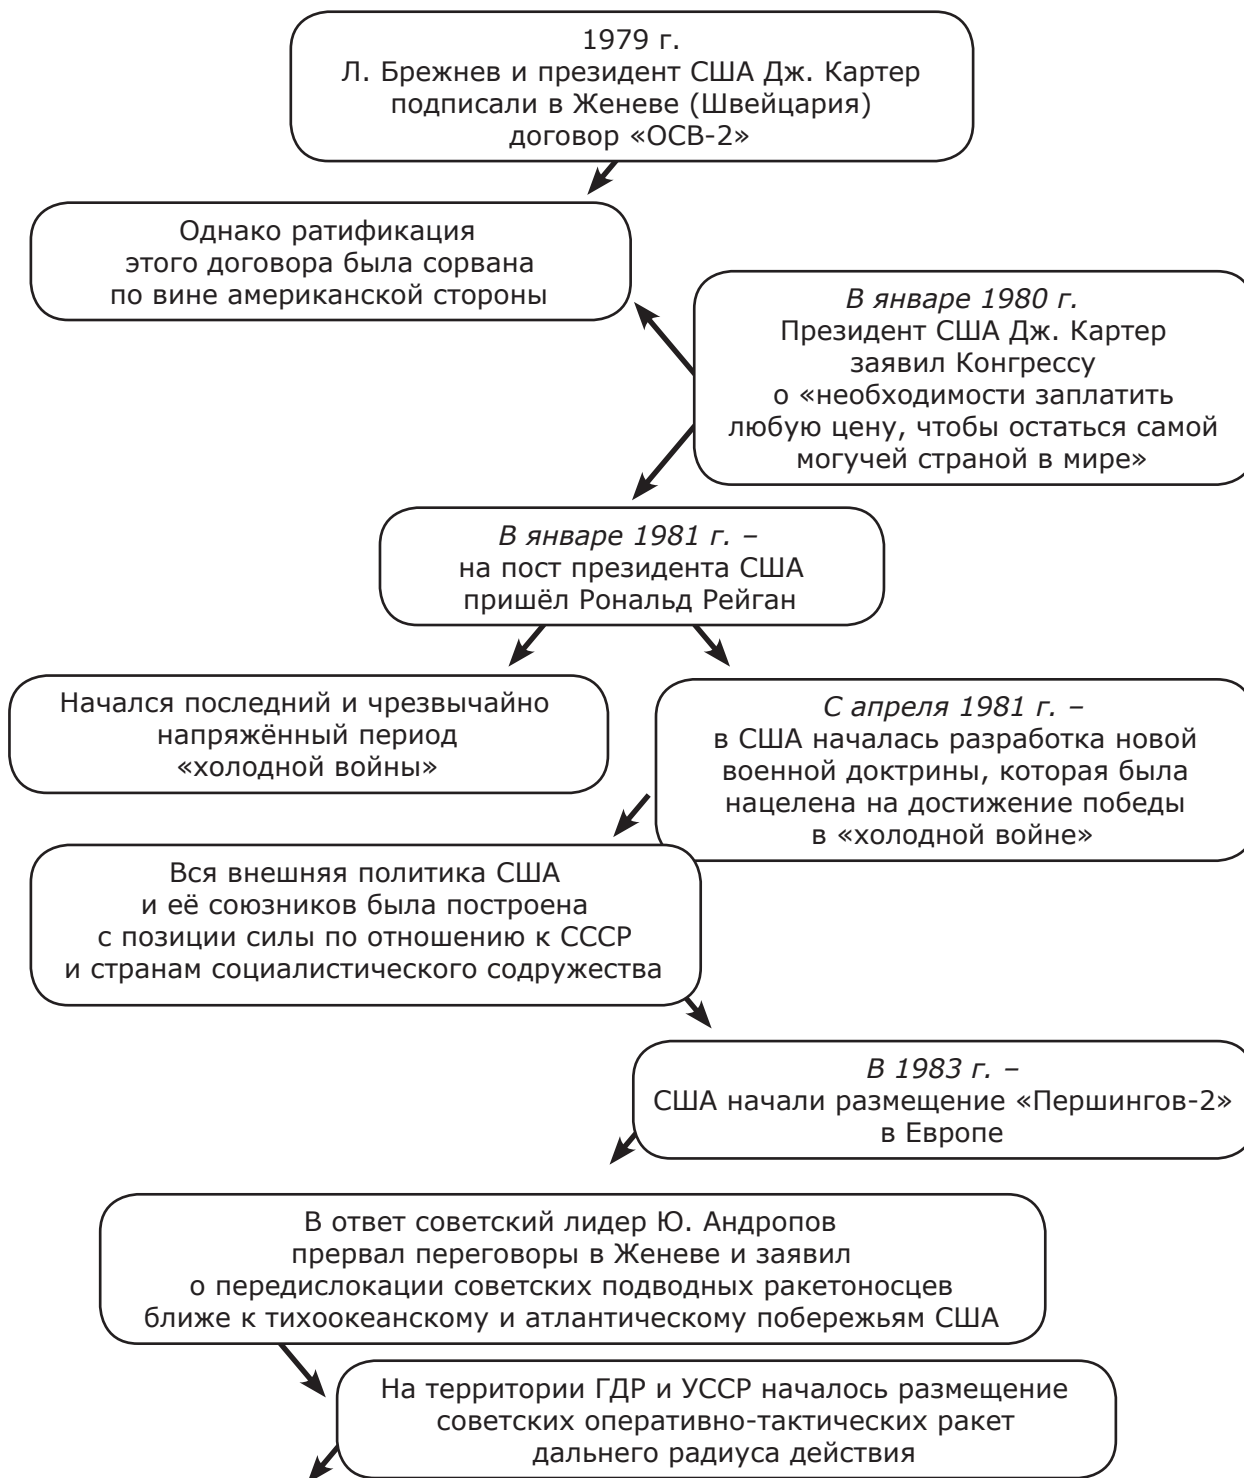 1979 г.
Л. Брежнев и президент США Дж. Картер
подписали в Женеве (Швейцария)
договор «ОСВ-2»
Однако ратификация
этого договора была сорвана
по вине американской стороны
В январе 1980 г.
Президент США Дж. Картер
заявил Конгрессу
о «необходимости заплатить
любую цену, чтобы остаться самой
могучей страной в мире»
В январе 1981 г. –
на пост президента США
пришёл Рональд Рейган
Начался последний и чрезвычайно
напряжённый период
«холодной войны»
С апреля 1981 г. –
в США началась разработка новой
военной доктрины, которая была
нацелена на достижение победы
в «холодной войне»
Вся внешняя политика США
и её союзников была построена
с позиции силы по отношению к СССР
и странам социалистического содружества
В 1983 г. –
США начали размещение «Першингов-2»
в Европе
В ответ советский лидер Ю. Андропов
прервал переговоры в Женеве и заявил
о передислокации советских подводных ракетоносцев
ближе к тихоокеанскому и атлантическому побережьям США
На территории ГДР и УССР началось размещение
советских оперативно-тактических ракет
дальнего радиуса действия